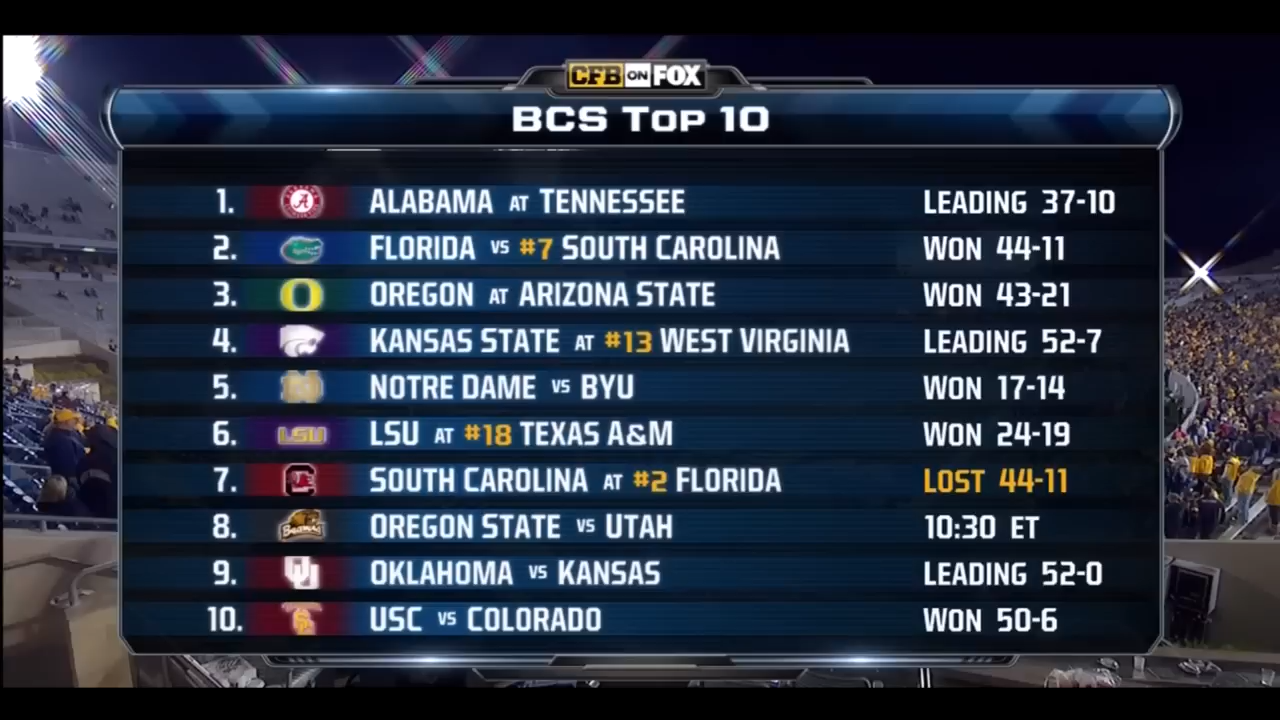 CFB ON FOX
BCS TOP 10
1. ALABAMA AT TENNESSEE LEADING 37-10
2. FLORIDA VS #7 SOUTH CAROLINA WON 44-11
3. OREGON AT ARIZONA STATE WON 43-21
4. KANSAS STATE AT #13 WEST VIRGINIA LEADING 52-7
5. NOTRE DAME VS BYU WON 17-14
6. LSU LSU AT #18 TEXAS A&M WON 24-19
7. SOUTH CAROLINA AT #2 FLORIDA LOST 44-11
8. Beavers OREGON STATE VS UTAH 10:30 ET
9. OKLAHOMA VS KANSAS LEADING 52-0
10. USC VS COLORADO WON 50-6